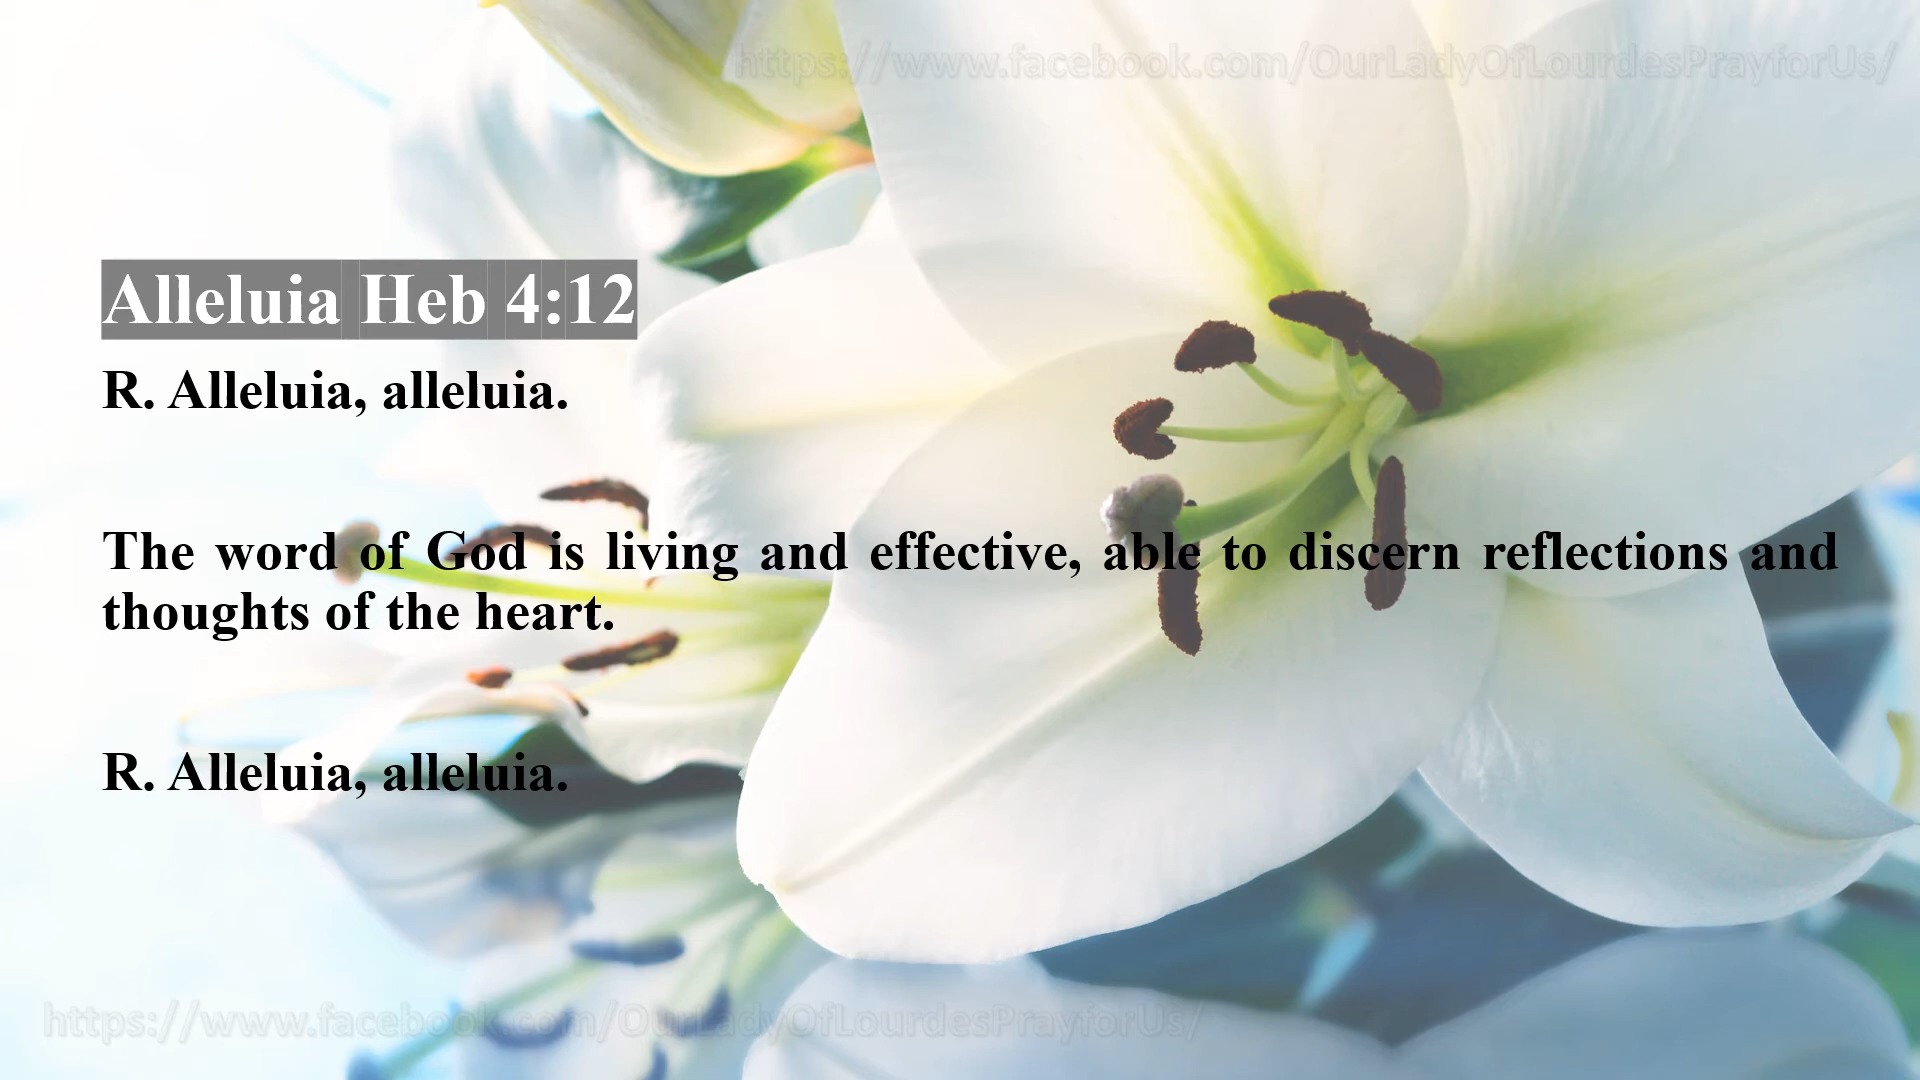 https://www.facebook.com/OurLadyOfLourdesPrayforUs/
Alleluia Heb 4:12
R. Alleluia, alleluia.
The word of God is living and effective, able to discern reflections and
thoughts of the heart.
R. Alleluia, alleluia.
https://www.facebook.com/OurLadyOfLourdesPrayforUs/